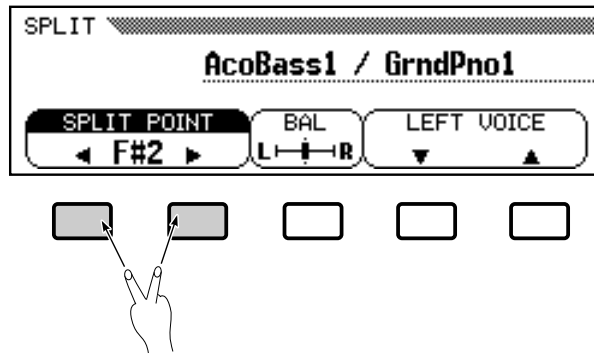 SPLIT
AcoBass1 / GrndPno1
SPLIT POINT BAL LEFT VOICE
◄ F#2 ► L R ▼ ▲